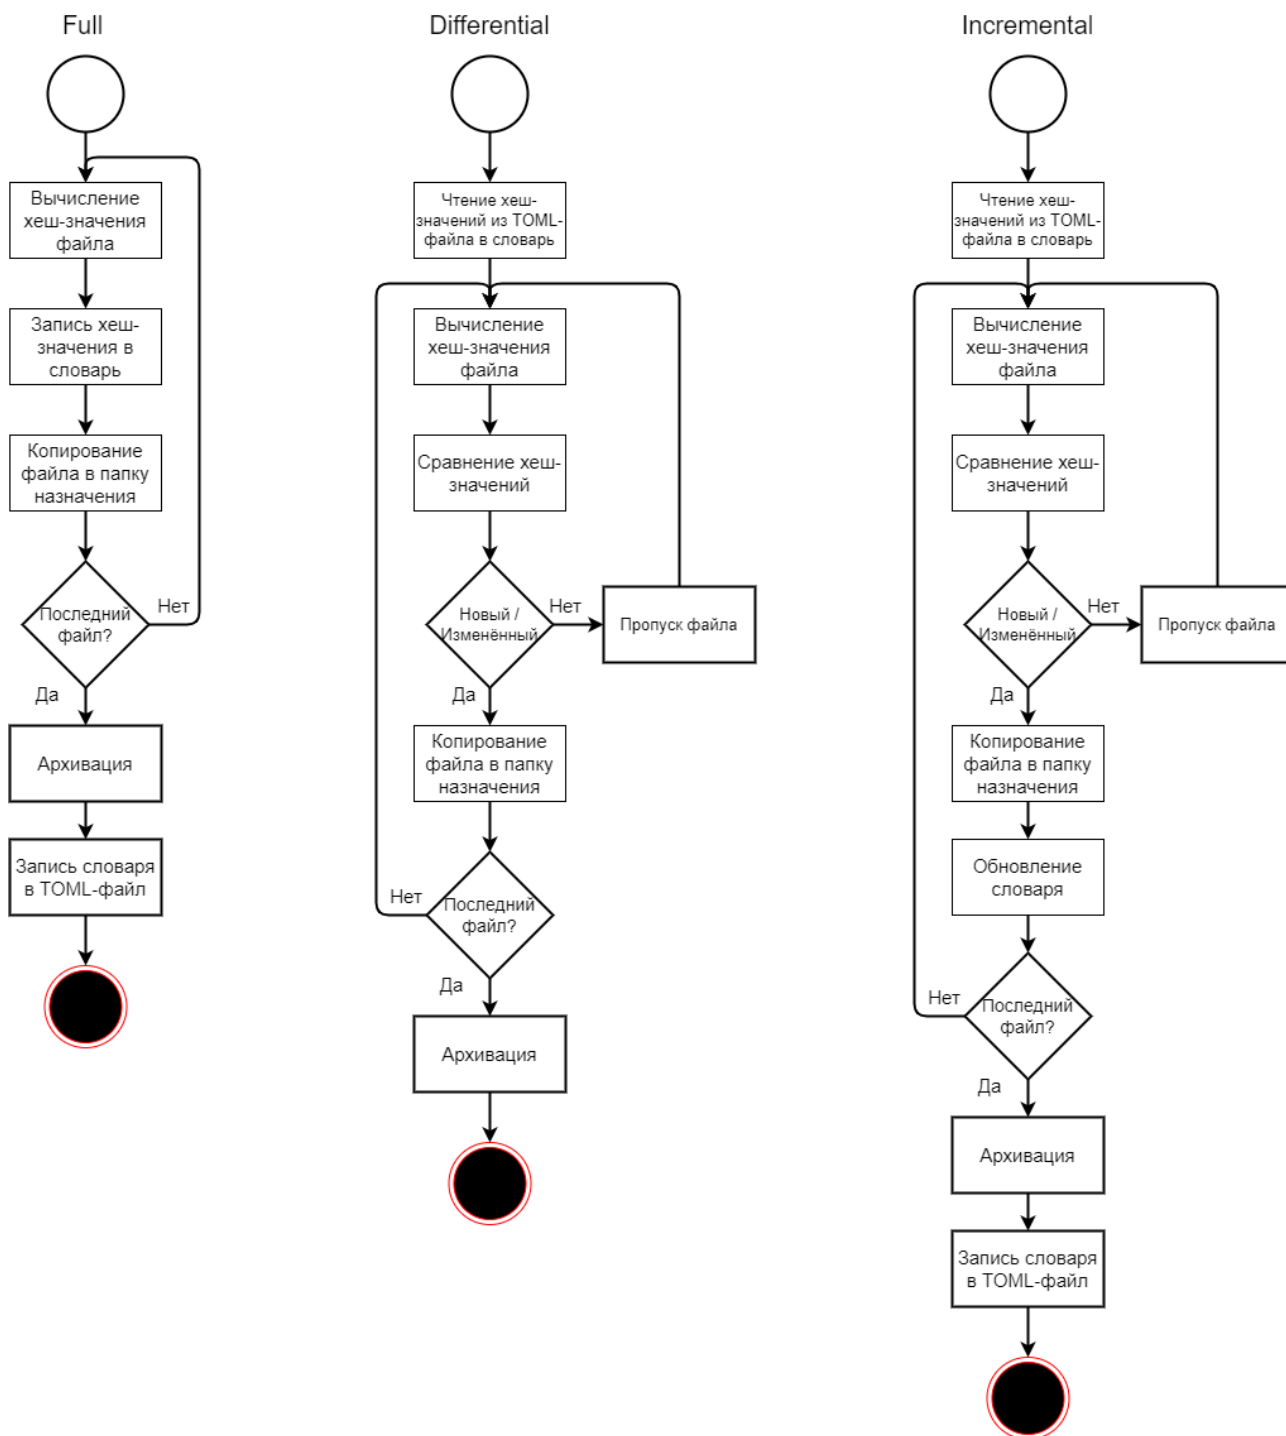 Full
Вычисление
хеш-значения
файла
Запись хеш-
значения в
словарь
Копирование
файла в папку
назначения
Последний
файл?
Нет
Да
Архивация
Запись словаря
в TOML-файл
Differential
Чтение хеш-
значений из TOML-
файла в словарь
Вычисление
хеш-значения
файла
Сравнение хеш-
значений
Новый /
Изменённый
Нет
Пропуск файла
Да
Копирование
файла в папку
назначения
Последний
файл?
Нет
Да
Архивация
Incremental
Чтение хеш-
значений из TOML-
файла в словарь
Вычисление
хеш-значения
файла
Сравнение хеш-
значений
Новый /
Изменённый
Нет
Пропуск файла
Да
Копирование
файла в папку
назначения
Обновление
словаря
Последний
файл?
Нет
Да
Архивация
Запись словаря
в TOML-файл